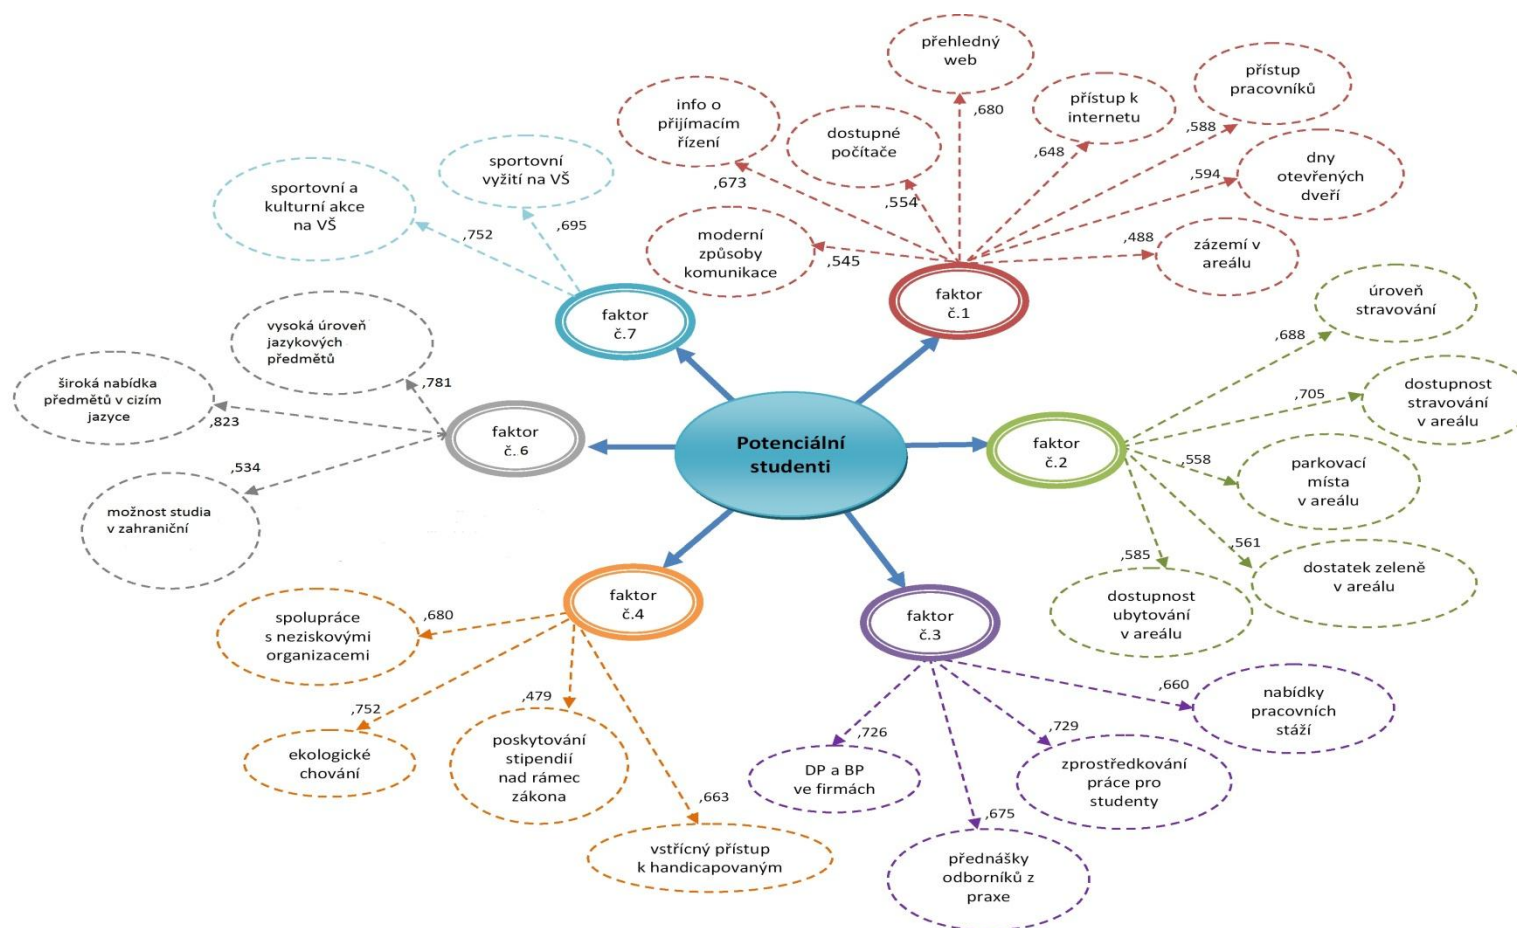 přehledný
web
přístup
pracovníků
info o
přijímacím
řízení
přístup k
internetu
dostupné
počítače
,680
,588
,648
dny
otevřených
dveří
sportovní
vyžití na VŠ
sportovní a
kulturní akce
na VŠ
,673
,554
,594
,752
,695
moderní
způsoby
komunikace
,545
,488
zázemí v
areálu
faktor
č.1
faktor
č.7
úroveň
stravování
,688
vysoká úroveň
jazykových
předmětů
široká nabídka
předmětů v cizím
jazyce
,781
,823
faktor
č. 6
Potenciální
studenti
faktor
č.2
,705
dostupnost
stravování
v areálu
,534
možnost studia
v zahraniční
,558
parkovací
místa
v areálu
,585
,561
dostatek zeleně
v areálu
dostupnost
ubytování
v areálu
faktor
č.4
faktor
č.3
spolupráce
s neziskovými
organizacemi
,680
,752
ekologické
chování
,479
poskytování
stipendií
nad rámec
zákona
,663
vstřícný přístup
k handicapovaným
,726
DP a BP
ve firmách
,675
přednášky
odborníků z
praxe
,729
zprostředkování
práce pro
studenty
,660
nabídky
pracovních
stáží